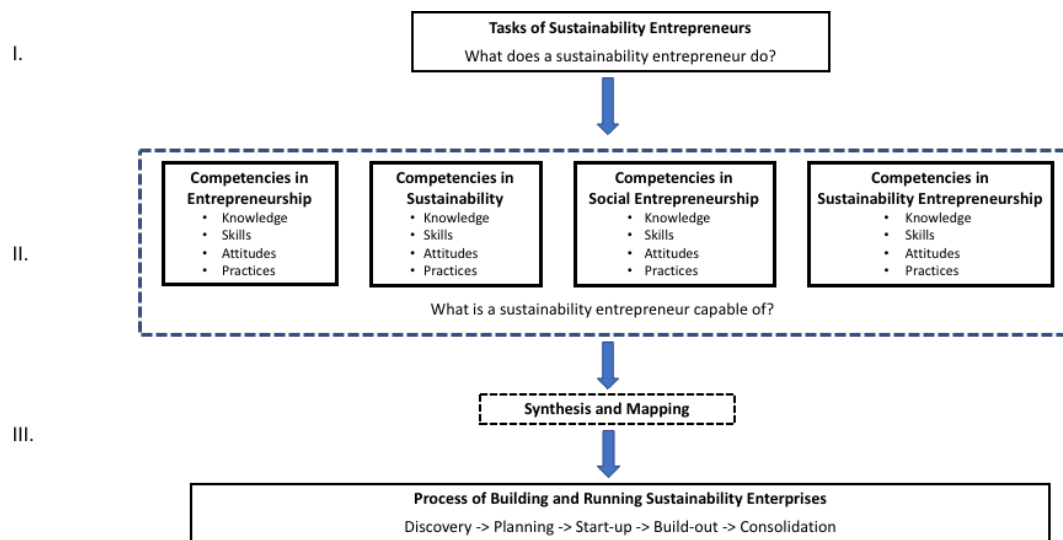 I.
Tasks of Sustainability Entrepreneurs
What does a sustainability entrepreneur do?
II.
Competencies in
Entrepreneurship
• Knowledge
• Skills
• Attitudes
• Practices
Competencies in
Sustainability
• Knowledge
• Skills
• Attitudes
• Practices
Competencies in
Social Entrepreneurship
• Knowledge
• Skills
• Attitudes
• Practices
Competencies in
Sustainability Entrepreneurship
• Knowledge
• Skills
• Attitudes
• Practices
What is a sustainability entrepreneur capable of?
III.
Synthesis and Mapping
Process of Building and Running Sustainability Enterprises
Discovery -> Planning -> Start-up -> Build-out -> Consolidation